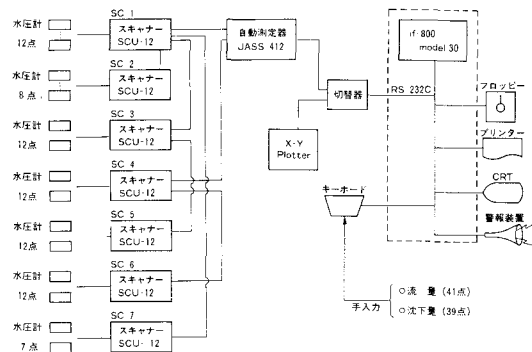 水圧計
12点
SC 1
スキャナー
SCU-12
水圧計
8点
SC 2
スキャナー
SCU-12
水圧計
12点
SC 3
スキャナー
SCU-12
水圧計
12点
SC 4
スキャナー
SCU-12
水圧計
12点
SC 5
スキャナー
SCU-12
水圧計
12点
SC 6
スキャナー
SCU-12
水圧計
7点
SC 7
スキャナー
SCU-12
自動測定器
JASS 412
切替器
X-Y
Plotter
RS 232C
if-800
model 30
フロッピー
プリンター
CRT
警報装置
キーボード
手入力
○流 量 (41点)
○沈下量 (39点)